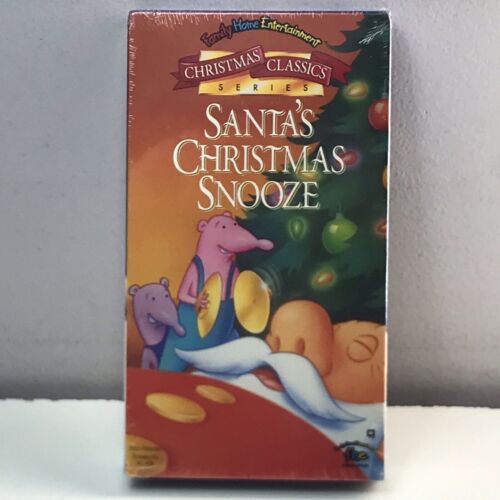 Family Home Entertainment
CHRISTMAS CLASSICS
SERIES
SANTA'S
CHRISTMAS
SNOOZE